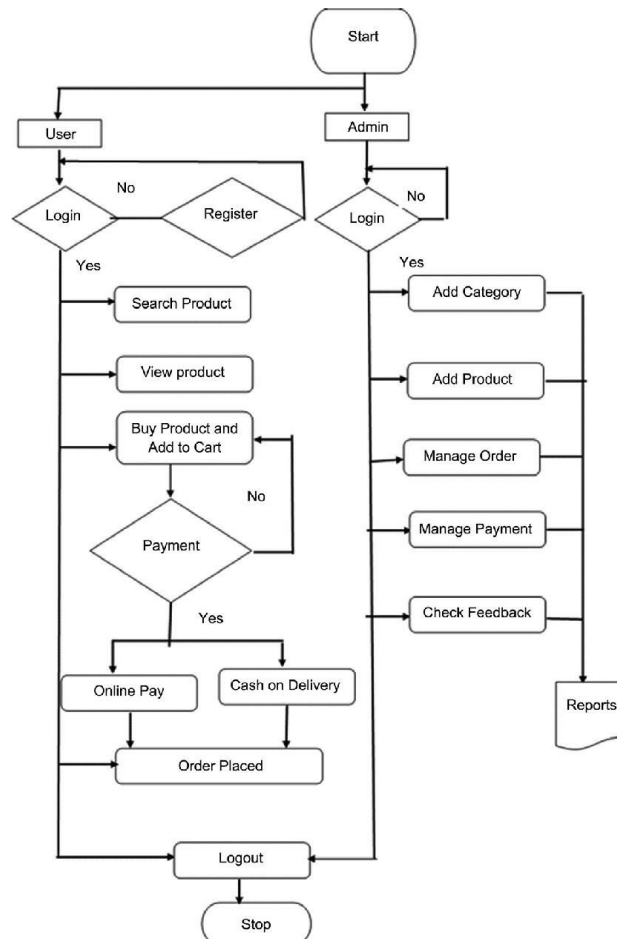 Start
User
Admin
No
No
Login
Register
Login
Yes
Yes
Search Product
Add Category
View product
Add Product
Buy Product and
Add to Cart
Manage Order
No
Payment
Manage Payment
Yes
Check Feedback
Online Pay
Cash on Delivery
Reports
Order Placed
Logout
Stop